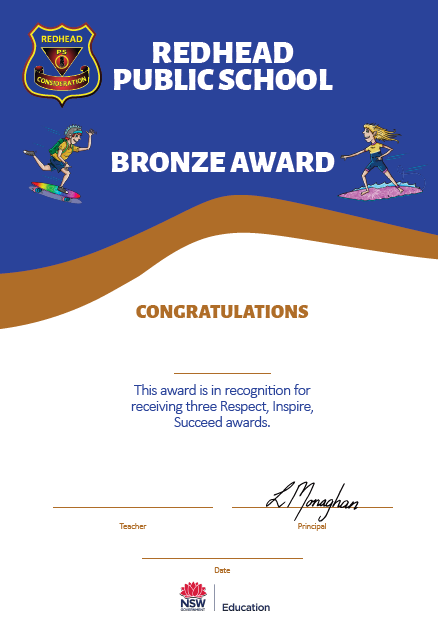 REDHEAD
P.S
CONSIDERATION
REDHEAD
PUBLIC SCHOOL
BRONZE AWARD
CONGRATULATIONS
This award is in recognition for
receiving three Respect, Inspire,
Succeed awards.
L Monaghan
Teacher
Principal
Date
NSW
GOVERNMENT
Education